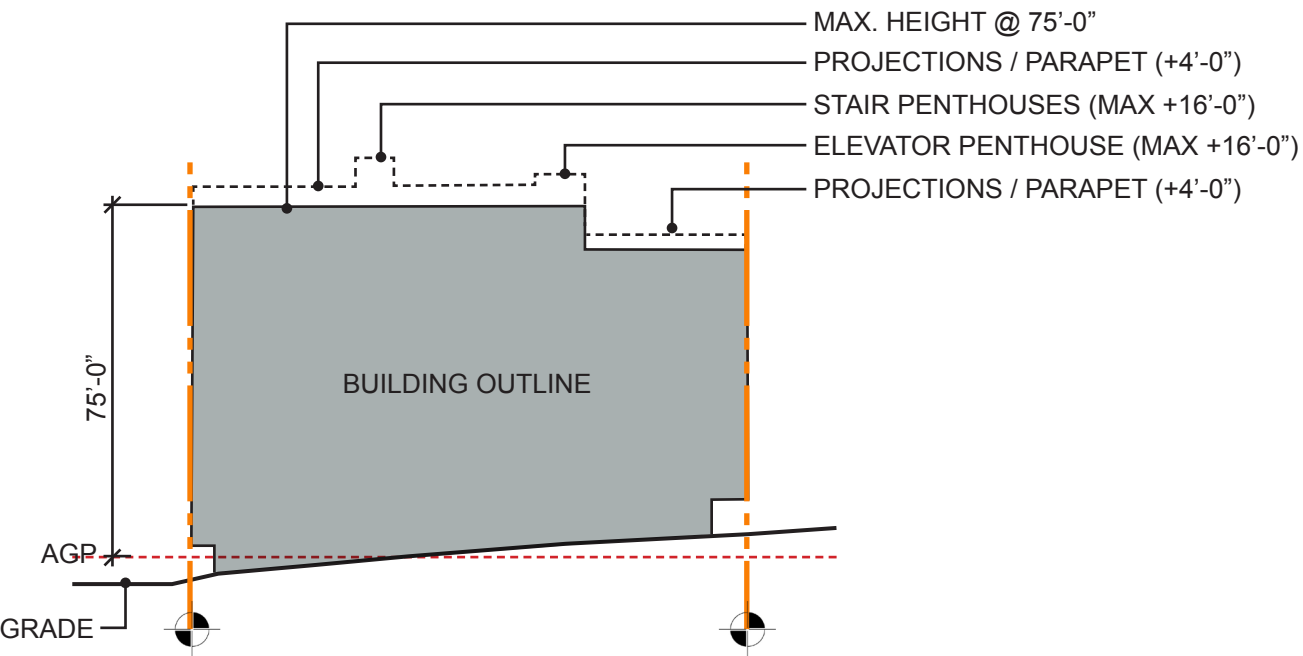 MAX. HEIGHT @ 75’-0”
PROJECTIONS / PARAPET (+4’-0”)
STAIR PENTHOUSES (MAX +16’-0”)
ELEVATOR PENTHOUSE (MAX +16’-0”)
PROJECTIONS / PARAPET (+4’-0”)
75’-0”
BUILDING OUTLINE
AGP
GRADE